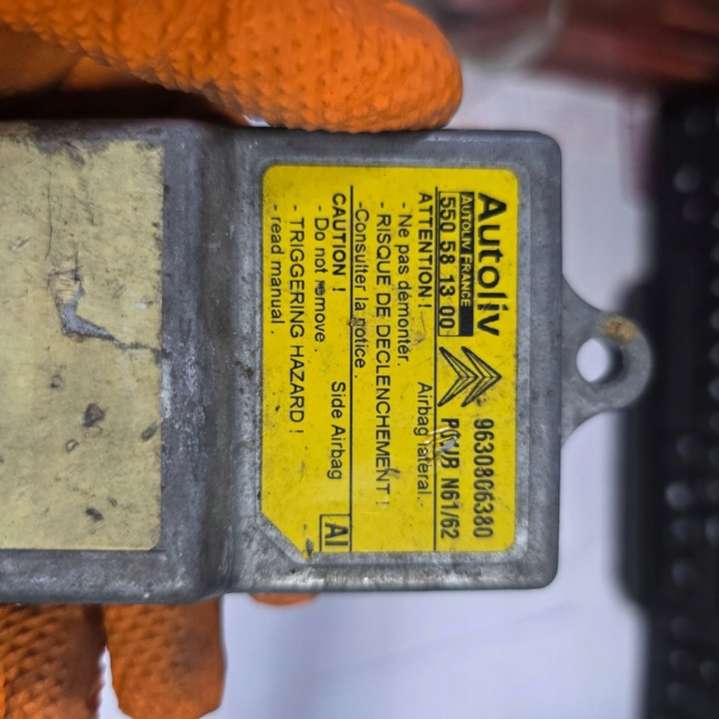 Autoliv
AUTOLIV FRANCE
550 58 13 00
9630806380
N61/62
ATTENTION ! Airbag latéral.
- Ne pas démonter.
- RISQUE DE DECLENCHEMENT !
-Consulter la notice .
CAUTION ! Side Airbag
- Do not remove .
- TRIGGERING HAZARD !
- read manual .
AI